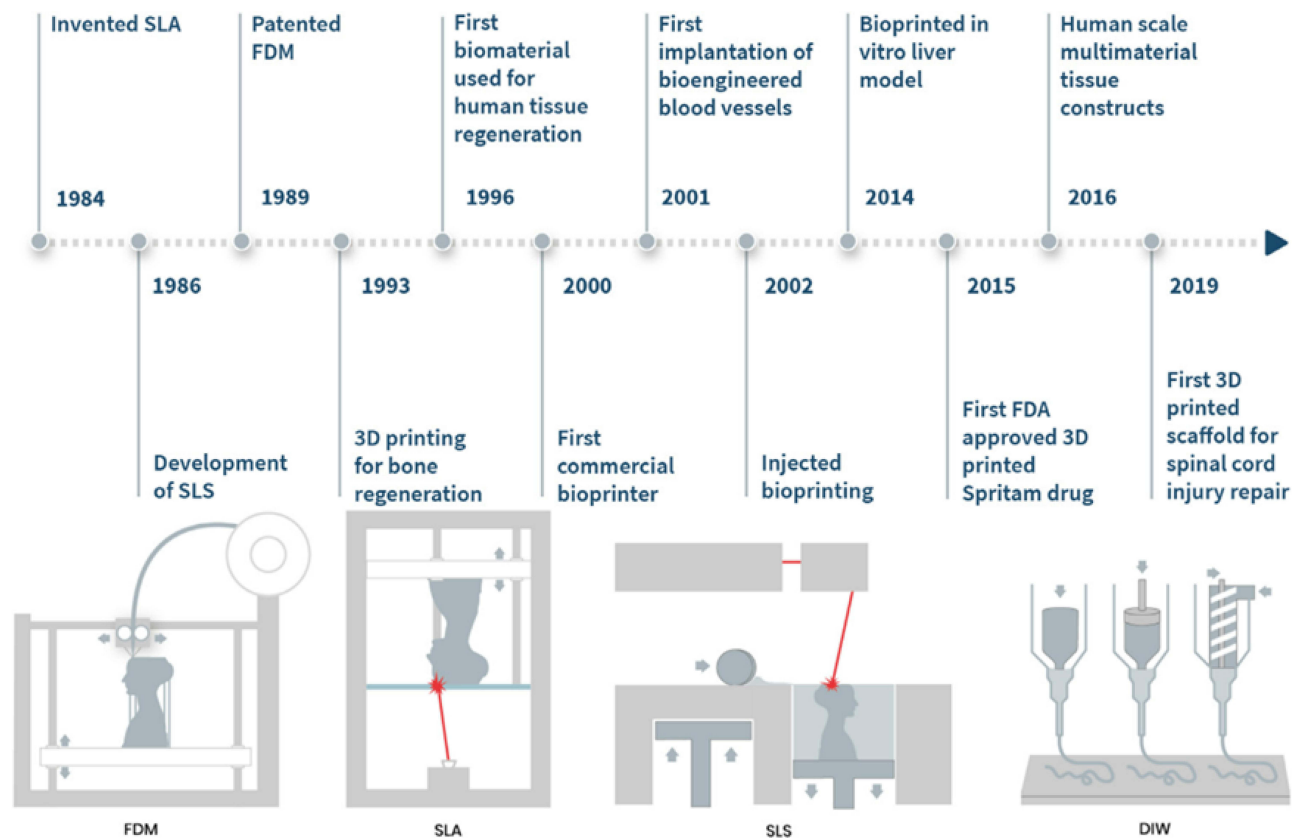 Invented SLA
Patented
FDM
First
biomaterial
used for
human tissue
regeneration
First
implantation of
bioengineered
blood vessels
Bioprinted in
vitro liver
model
Human scale
multimaterial
tissue
constructs
1984
1989
1996
2001
2014
2016
1986
1993
2000
2002
2015
2019
Development
of SLS
3D printing
for bone
regeneration
First
commercial
bioprinter
Injected
bioprinting
First FDA
approved 3D
printed
Spritam drug
First 3D
printed
scaffold for
spinal cord
injury repair
FDM
SLA
SLS
DIW